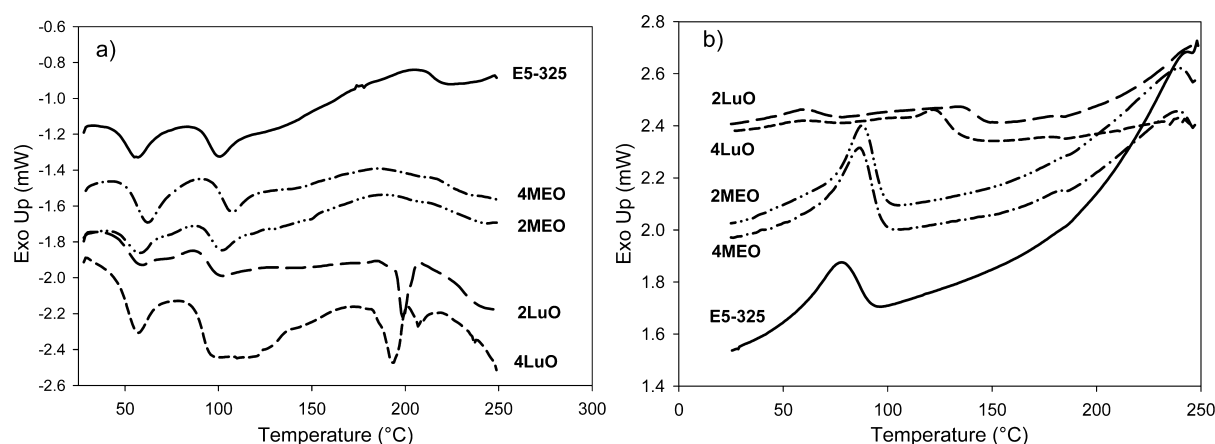 a)
Exo Up (mW)
-0.6
-0.8
-1.0
-1.2
-1.4
-1.6
-1.8
-2.0
-2.2
-2.4
-2.6
E5-325
4MEO
2MEO
2LuO
4LuO
50 100 150 200 250 300
Temperature (°C)
b)
Exo Up (mW)
2.8
2.6
2.4
2.2
2.0
1.8
1.6
1.4
2LuO
4LuO
2MEO
4MEO
E5-325
0 50 100 150 200 250
Temperature (°C)